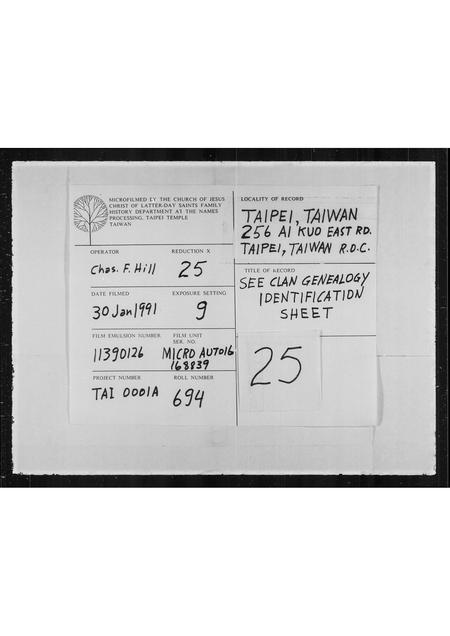 MICROFILMED BY THE CHURCH OF JESUS
CHRIST OF LATTER-DAY SAINTS FAMILY
HISTORY DEPARTMENT AT THE NAMES
PROCESSING, TAIPEI TEMPLE
TAIWAN
OPERATOR
REDUCTION X
Chas. F. Hill
25
DATE FILMED
EXPOSURE SETTING
30 Jan 1991
9
FILM EMULSION NUMBER
FILM UNIT
SER. NO.
11390126
MICRO AUTO16
168839
PROJECT NUMBER
ROLL NUMBER
TAI 0001A
694
LOCALITY OF RECORD
TAIPEI, TAIWAN
256 AI KUO EAST RD.
TAIPEI, TAIWAN R.O.C.
TITLE OF RECORD
SEE CLAN GENEALOGY
IDENTIFICATION
SHEET
25